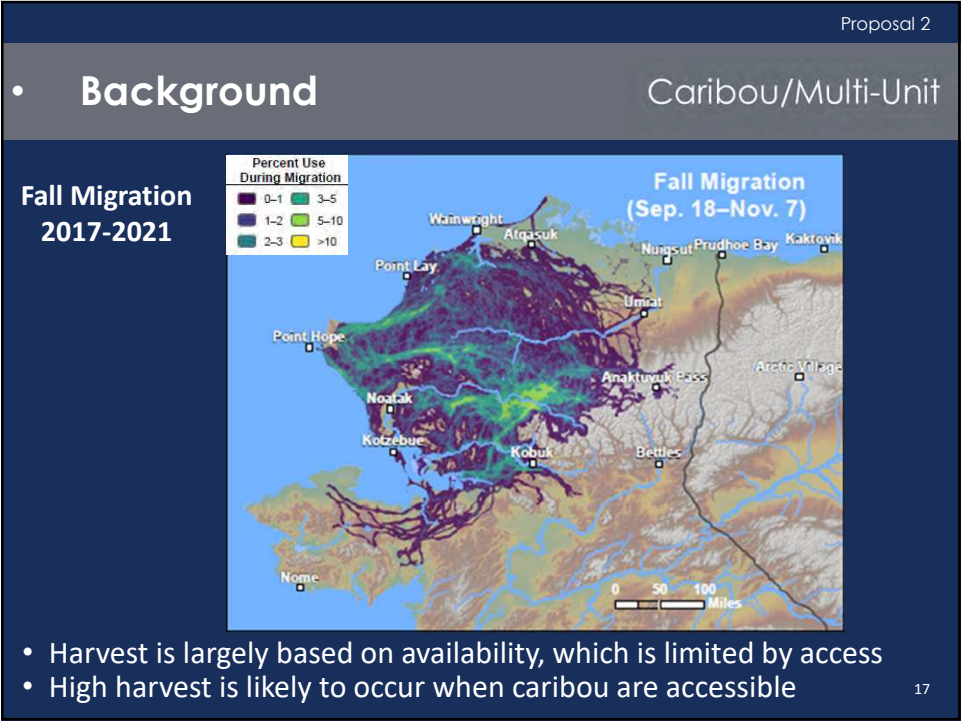 Proposal 2
• Background
Caribou/Multi-Unit
Fall Migration
2017-2021
Percent Use
During Migration
0–1 3–5
1–2 5–10
2–3 >10
Fall Migration
(Sep. 18–Nov. 7)
Wainwright
Atqasuk
Nuiqsut
Prudhoe Bay
Kaktovik
Point Lay
Umiat
Point Hope
Anaktuvuk Pass
Arctic Village
Noatak
Kotzebue
Kobuk
Bettles
Nome
0 50 100
Miles
• Harvest is largely based on availability, which is limited by access
• High harvest is likely to occur when caribou are accessible
17